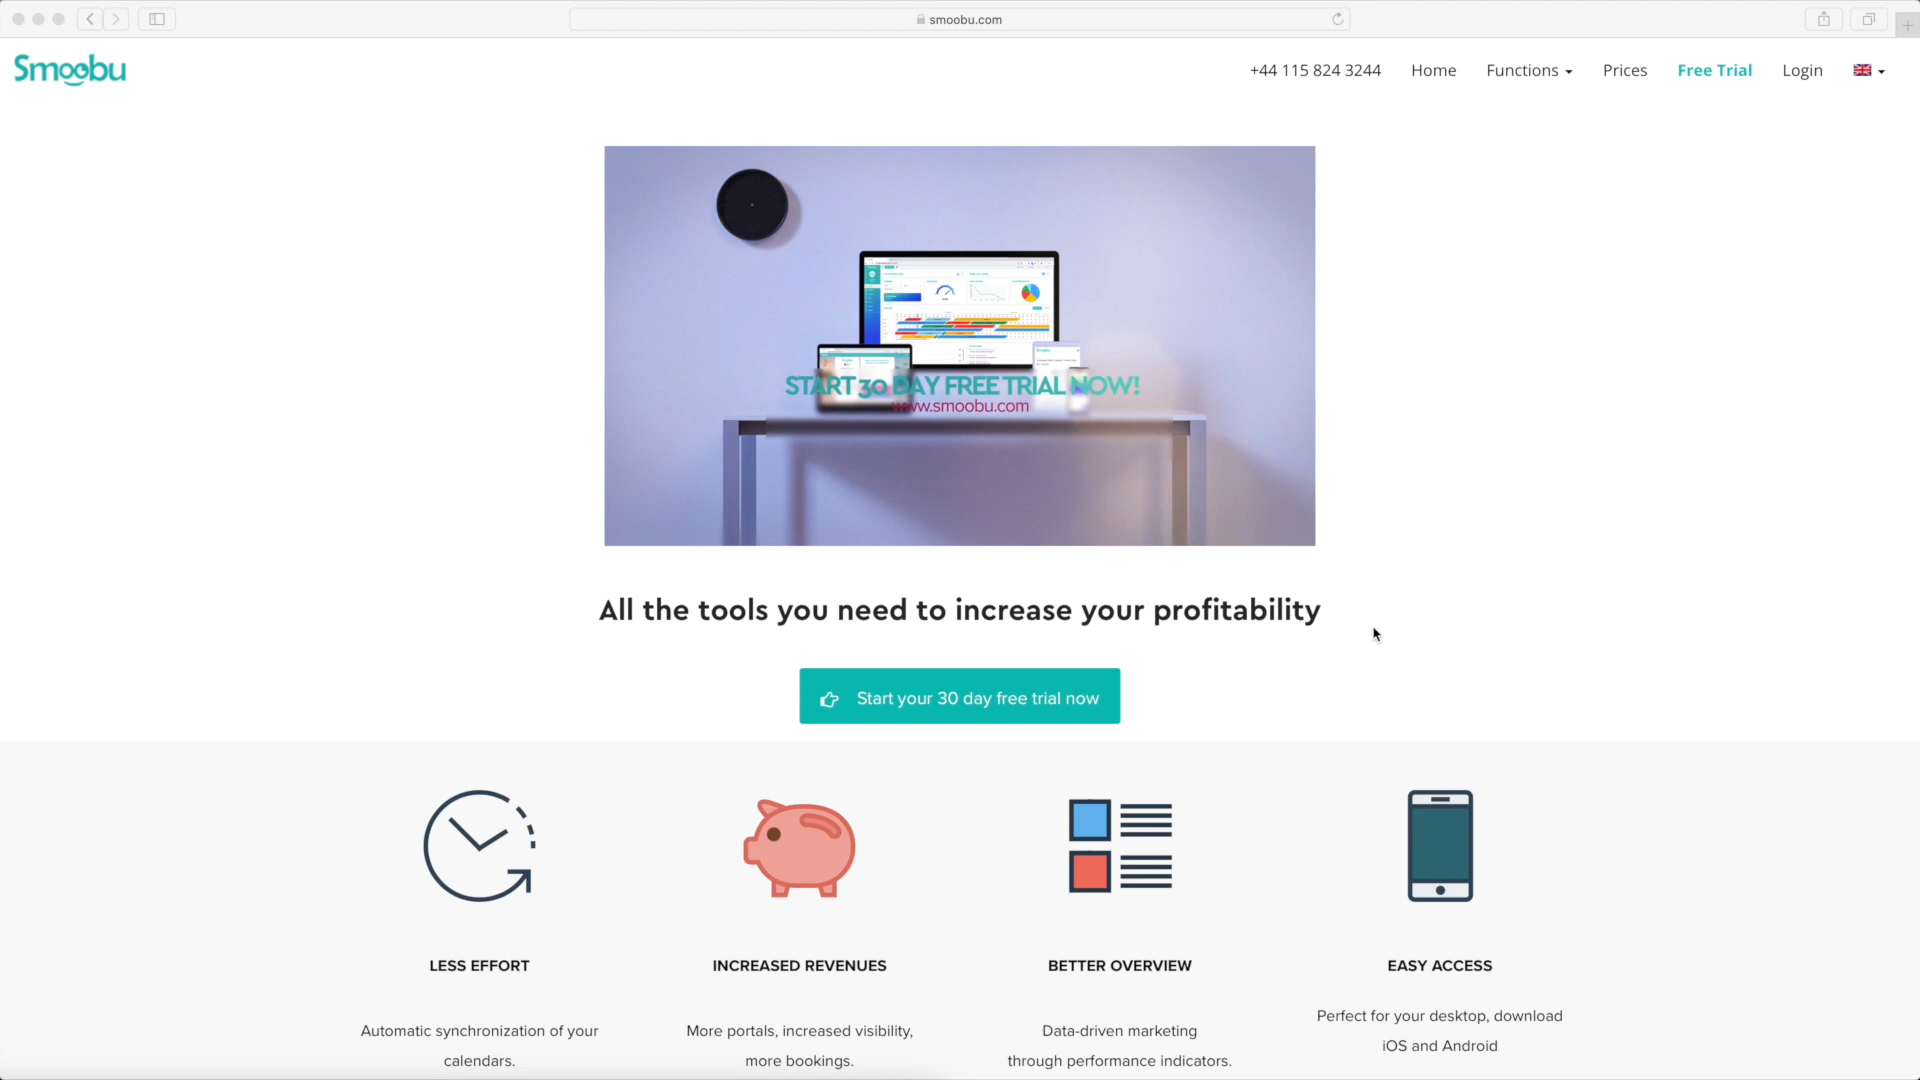 smoobu.com
Smoobu
+44 115 824 3244 Home Functions Prices Free Trial Login
START 30 DAY FREE TRIAL NOW!
www.smoobu.com
All the tools you need to increase your profitability
Start your 30 day free trial now
LESS EFFORT
Automatic synchronization of your
calendars.
INCREASED REVENUES
More portals, increased visibility,
more bookings.
BETTER OVERVIEW
Data-driven marketing
through performance indicators.
EASY ACCESS
Perfect for your desktop, download
iOS and Android